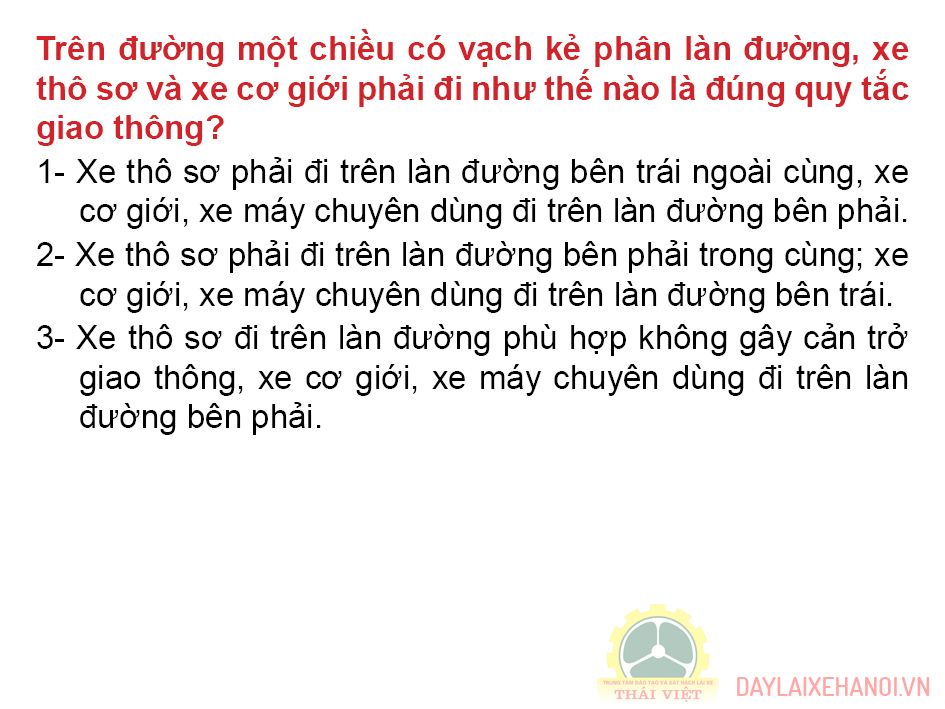 Trên đường một chiều có vạch kẻ phân làn đường, xe
thô sơ và xe cơ giới phải đi như thế nào là đúng quy tắc
giao thông?
1- Xe thô sơ phải đi trên làn đường bên trái ngoài cùng, xe
cơ giới, xe máy chuyên dùng đi trên làn đường bên phải.
2- Xe thô sơ phải đi trên làn đường bên phải trong cùng; xe
cơ giới, xe máy chuyên dùng đi trên làn đường bên trái.
3- Xe thô sơ đi trên làn đường phù hợp không gây cản trở
giao thông, xe cơ giới, xe máy chuyên dùng đi trên làn
đường bên phải.
TRUNG TÂM ĐÀO TẠO VÀ SÁT HẠCH LÁI XE
THÁI VIỆT
DAYLAIXEHANOI.VN